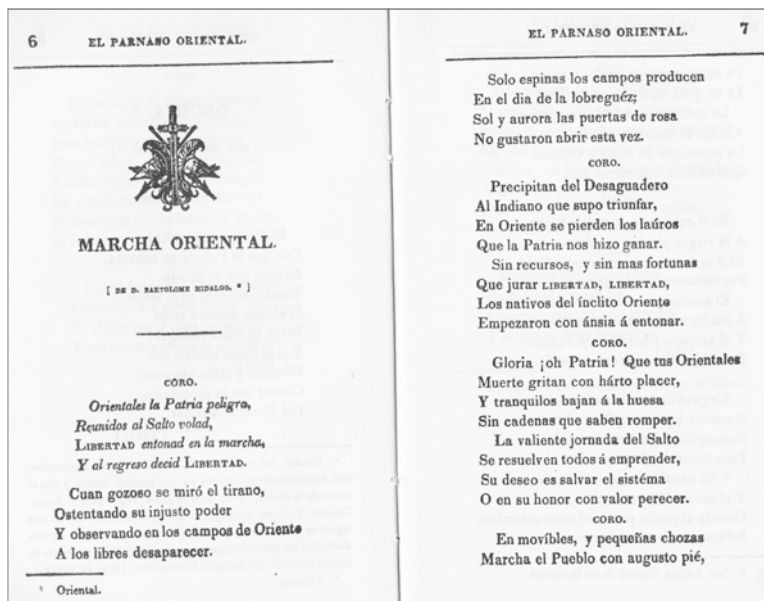 6 EL PARNASO ORIENTAL.
MARCHA ORIENTAL.
[ DE D. BARTOLOME HIDALGO. * ]
CORO.
Orientales la Patria peligra,
Reunidos al Salto volad,
LIBERTAD entonad en la marcha,
Y al regreso decid LIBERTAD.
Cuan gozoso se miró el tirano,
Ostentando su injusto poder
Y observando en los campos de Oriente
A los libres desaparecer.
* Oriental.
EL PARNASO ORIENTAL. 7
Solo espinas los campos producen
En el dia de la lobreguéz;
Sol y aurora las puertas de rosa
No gustaron abrir esta vez.
CORO.
Precipitan del Desaguadero
Al Indiano que supo triunfar,
En Oriente se pierden los laúros
Que la Patria nos hizo ganar.
Sin recursos, y sin mas fortunas
Que jurar LIBERTAD, LIBERTAD,
Los nativos del ínclito Oriente
Empezaron con ánsia á entonar.
CORO.
Gloria ¡oh Patria! Que tus Orientales
Muerte gritan con hárto placer,
Y tranquilos bajan á la huesa
Sin cadenas que saben romper.
La valiente jornada del Salto
Se resuelven todos á emprender,
Su deseo es salvar el sistéma
O en su honor con valor perecer.
CORO.
En movíbles, y pequeñas chozas
Marcha el Pueblo con augusto pié,